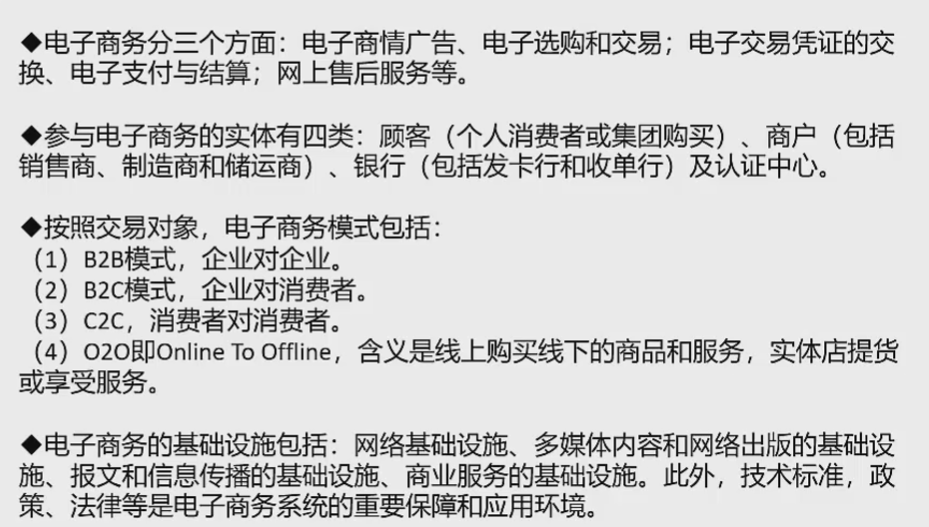 ◆电子商务分三个方面：电子商情广告、电子选购和交易；电子交易凭证的交
换、电子支付与结算；网上售后服务等。
◆参与电子商务的实体有四类：顾客（个人消费者或集团购买）、商户（包括
销售商、制造商和储运商）、银行（包括发卡行和收单行）及认证中心。
◆按照交易对象，电子商务模式包括：
（1）B2B模式，企业对企业。
（2）B2C模式，企业对消费者。
（3）C2C，消费者对消费者。
（4）O2O即Online To Offline，含义是线上购买线下的商品和服务，实体店提货
或享受服务。
◆电子商务的基础设施包括：网络基础设施、多媒体内容和网络出版的基础设
施、报文和信息传播的基础设施、商业服务的基础设施。此外，技术标准，政
策、法律等是电子商务系统的重要保障和应用环境。